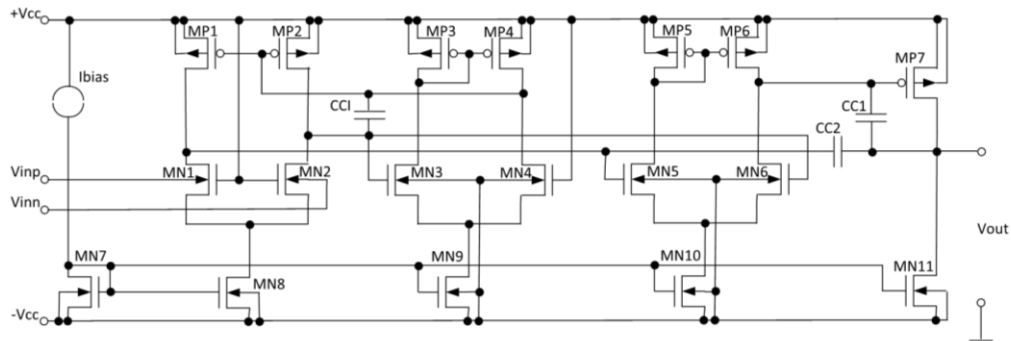 +Vcc
MP1
MP2
MP3
MP4
MP5
MP6
Ibias
MP7
CCI
CC1
CC2
Vinp
MN1
MN2
MN3
MN4
MN5
MN6
Vinn
Vout
MN7
MN8
MN9
MN10
MN11
-Vcc